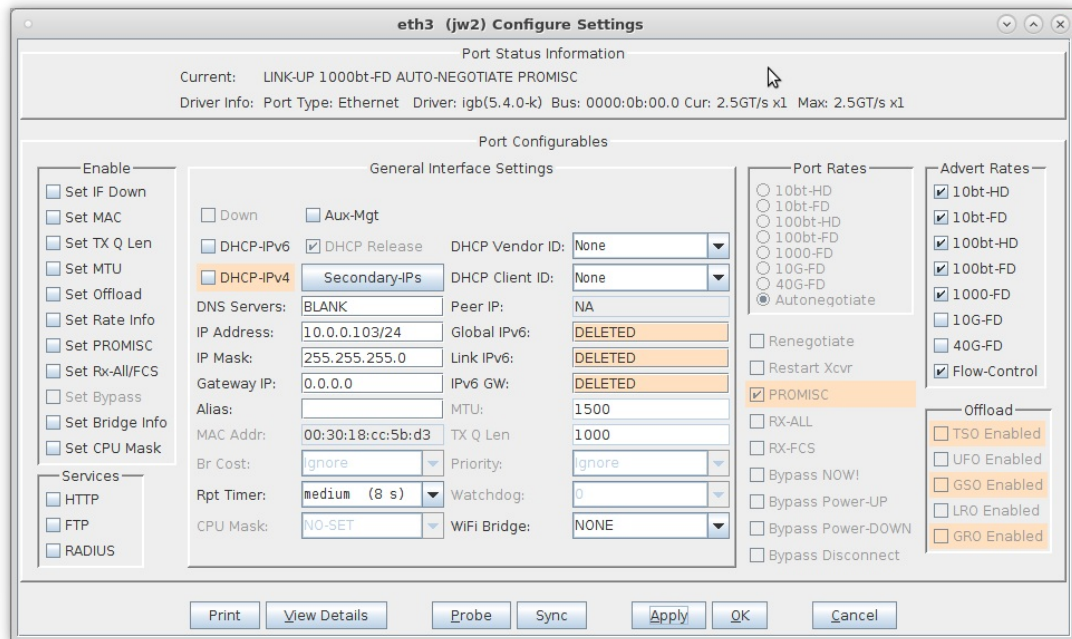 eth3 (jw2) Configure Settings
Port Status Information
Current: LINK-UP 1000bt-FD AUTO-NEGOTIATE PROMISC
Driver Info: Port Type: Ethernet Driver: igb(5.4.0-k) Bus: 0000:0b:00.0 Cur: 2.5GT/s x1 Max: 2.5GT/s x1
Port Configurables
Enable
Set IF Down
Set MAC
Set TX Q Len
Set MTU
Set Offload
Set Rate Info
Set PROMISC
Set Rx-All/FCS
Set Bypass
Set Bridge Info
Set CPU Mask
Services
HTTP
FTP
RADIUS
General Interface Settings
Down Aux-Mgt
DHCP-IPv6 DHCP Release DHCP Vendor ID: None
DHCP-IPv4 Secondary-IPs DHCP Client ID: None
DNS Servers: BLANK Peer IP: NA
IP Address: 10.0.0.103/24 Global IPv6: DELETED
IP Mask: 255.255.255.0 Link IPv6: DELETED
Gateway IP: 0.0.0.0 IPv6 GW: DELETED
Alias: MTU: 1500
MAC Addr: 00:30:18:cc:5b:d3 TX Q Len 1000
Br Cost: Ignore Priority: Ignore
Rpt Timer: medium (8 s) Watchdog: 0
CPU Mask: NO-SET WiFi Bridge: NONE
Port Rates
10bt-HD
10bt-FD
100bt-HD
100bt-FD
1000-FD
10G-FD
40G-FD
Autonegotiate
Renegotiate
Restart Xcvr
PROMISC
RX-ALL
RX-FCS
Bypass NOW!
Bypass Power-UP
Bypass Power-DOWN
Bypass Disconnect
Advert Rates
10bt-HD
10bt-FD
100bt-HD
100bt-FD
1000-FD
10G-FD
40G-FD
Flow-Control
Offload
TSO Enabled
UFO Enabled
GSO Enabled
LRO Enabled
GRO Enabled
Print View Details Probe Sync Apply OK Cancel